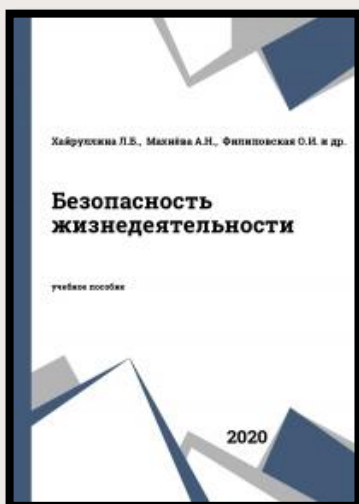 Хайруллина Л.Б., Махнёва А.Н., Филиповская О.И. и др.
Безопасность
жизнедеятельности
учебное пособие
2020